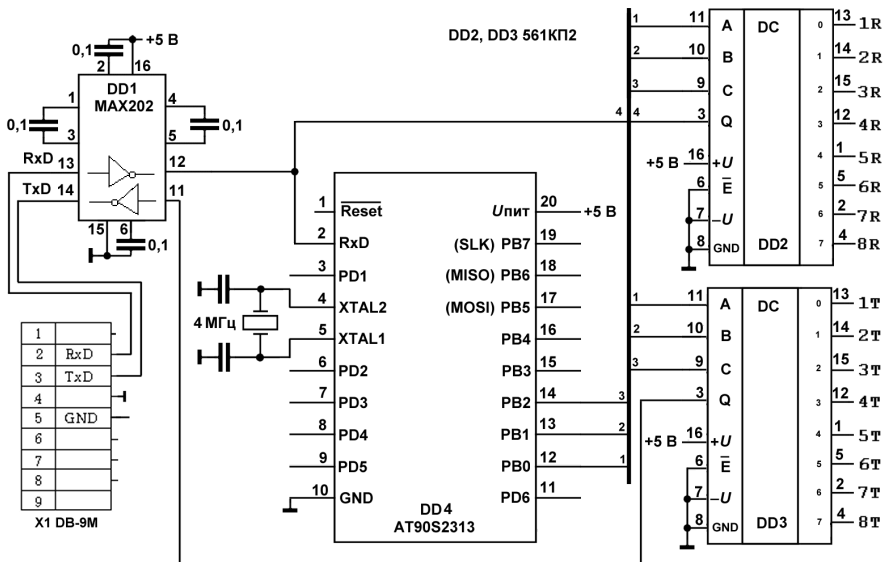 0,1
+5 В
2
16
DD1
MAX202
1
4
0,1
0,1
3
5
RxD
13
12
TxD
14
11
15
6
0,1
1
2 RxD
3 TxD
4
5 GND
6
7
8
9
X1 DB-9M
4 МГц
1 Reset
2 RxD
3 PD1
4 XTAL2
5 XTAL1
6 PD2
7 PD3
8 PD4
9 PD5
10 GND
Uпит 20 +5 В
(SLK) PB7 19
(MISO) PB6 18
(MOSI) PB5 17
PB4 16
PB3 15
PB2 14 3
PB1 13 2
PB0 12 1
PD6 11
DD4
AT90S2313
DD2, DD3 561КП2
1 11 A DC 0 13 1R
2 10 B 1 14 2R
3 9 C 2 15 3R
4 4 3 Q 3 12 4R
+5 В 16 +U 4 1 5R
6 E 5 5 6R
7 –U 6 2 7R
8 GND DD2 7 4 8R
1 11 A DC 0 13 1T
2 10 B 1 14 2T
3 9 C 2 15 3T
3 Q 3 12 4T
+5 В 16 +U 4 1 5T
6 E 5 5 6T
7 –U 6 2 7T
8 GND DD3 7 4 8T